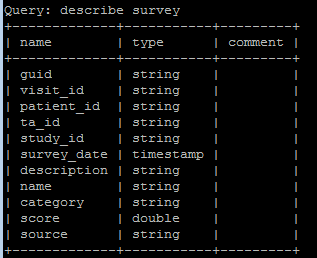 Query: describe survey
+-------------+-----------+---------+
| name        | type      | comment |
+-------------+-----------+---------+
| guid        | string    |         |
| visit_id    | string    |         |
| patient_id  | string    |         |
| ta_id       | string    |         |
| study_id    | string    |         |
| survey_date | timestamp |         |
| description | string    |         |
| name        | string    |         |
| category    | string    |         |
| score       | double    |         |
| source      | string    |         |
+-------------+-----------+---------+